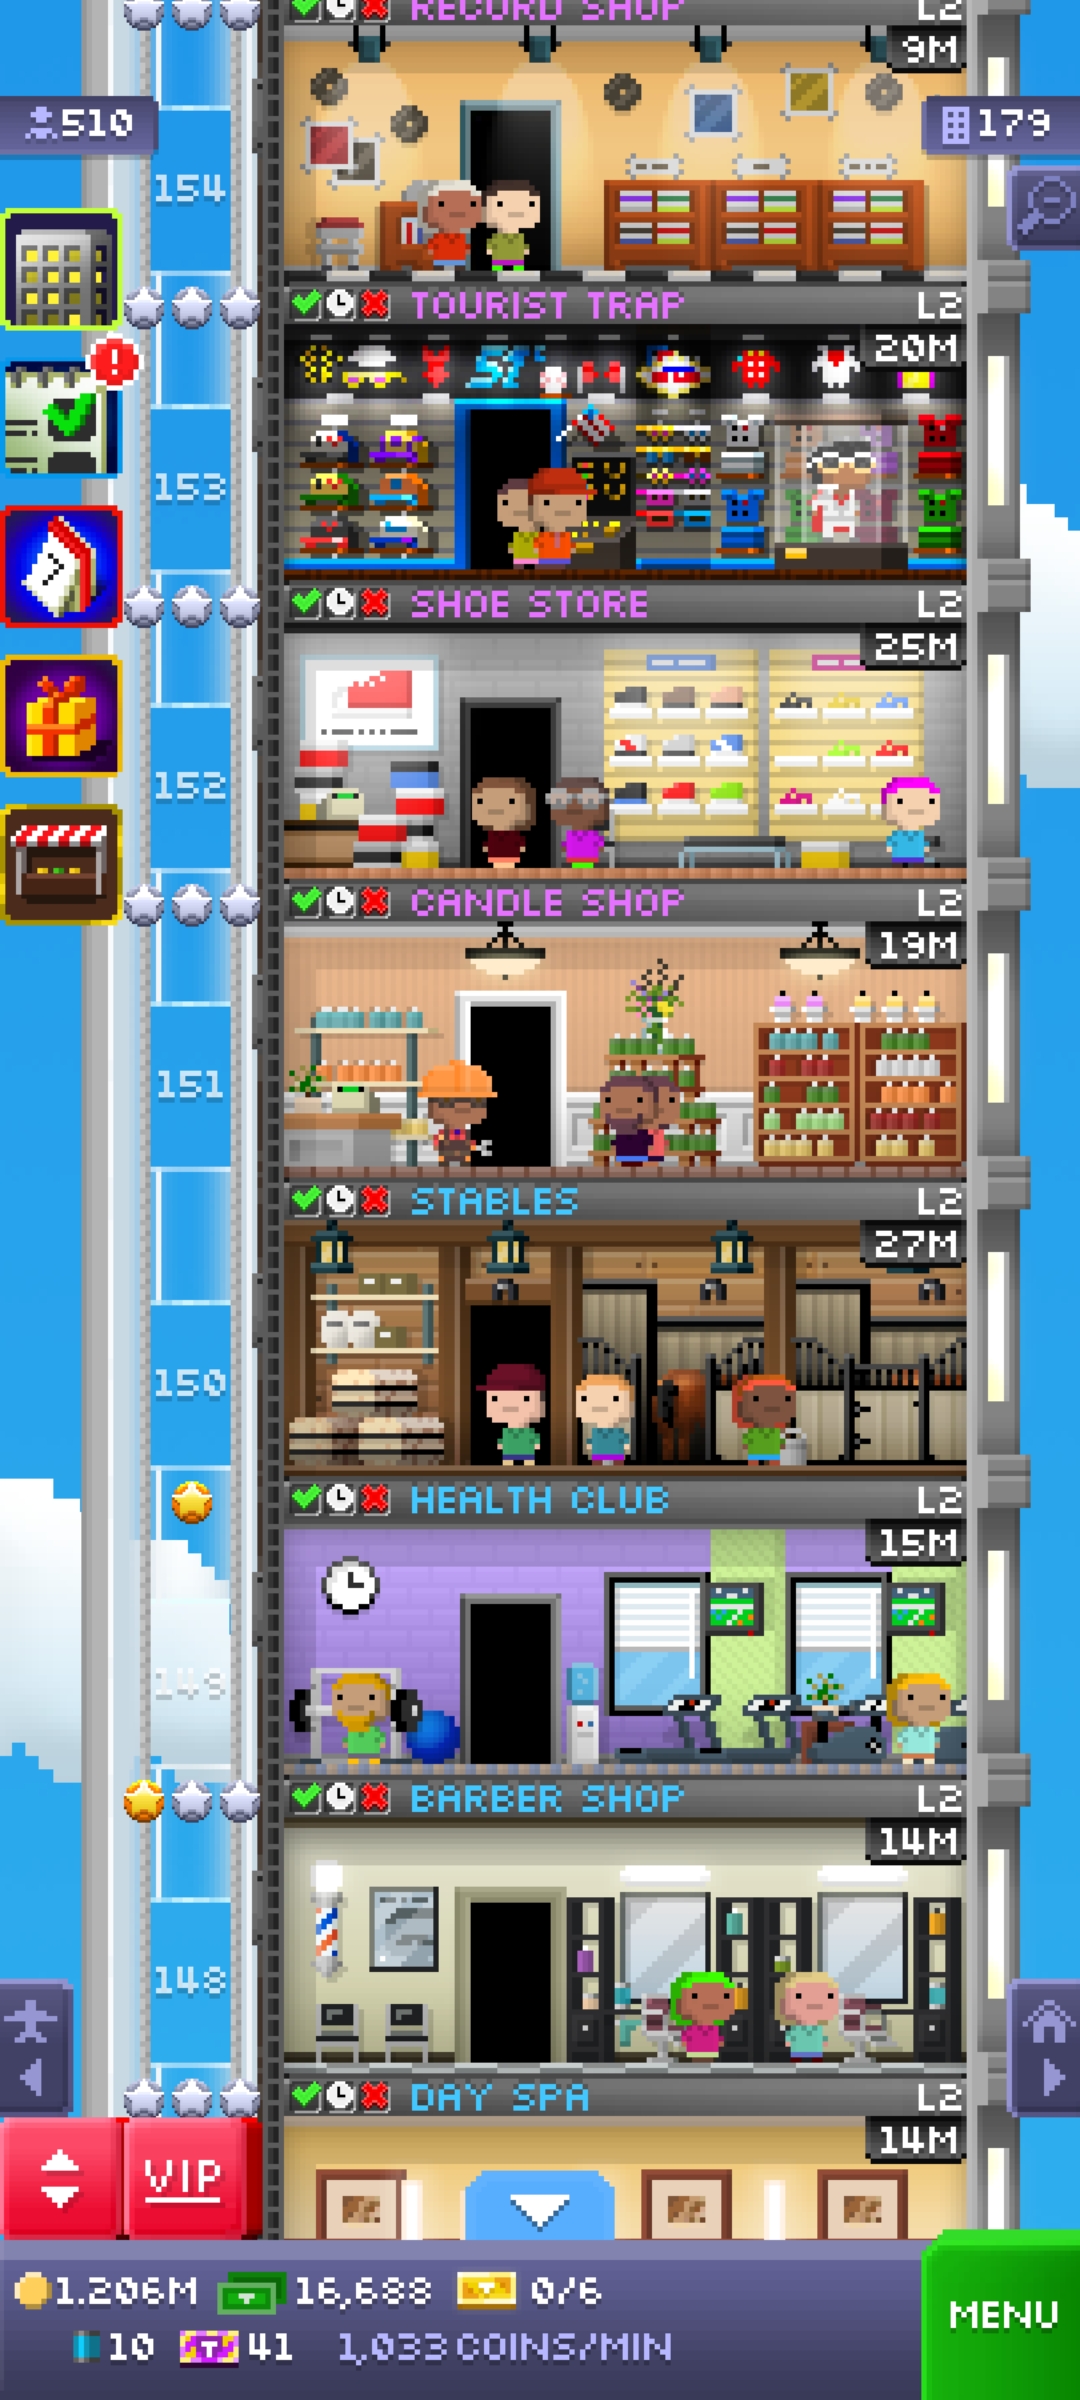 RECORD SHOP L2
9M
510
179
154
TOURIST TRAP L2
20M
153
SHOE STORE L2
25M
7
152
CANDLE SHOP L2
19M
151
STABLES L2
27M
150
HEALTH CLUB L2
15M
149
BARBER SHOP L2
14M
148
DAY SPA L2
14M
VIP
1.206M 16,688 0/6
MENU
10 41 1,033 COINS/MIN